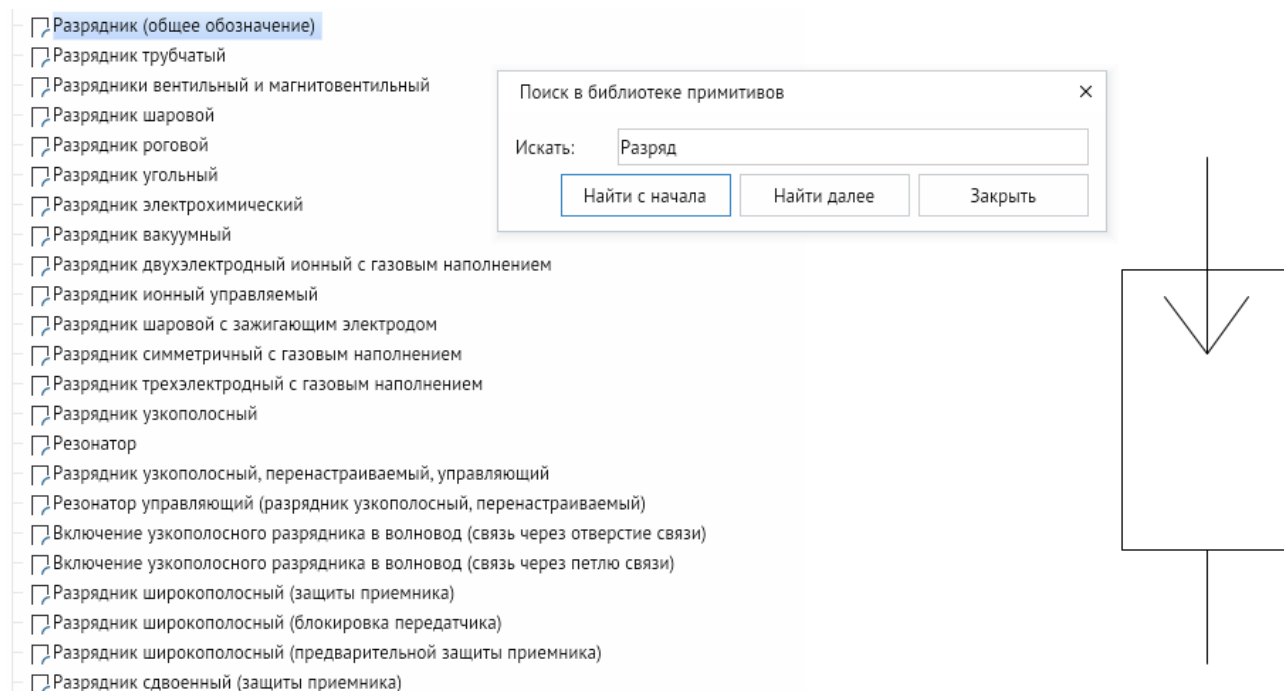 Разрядник (общее обозначение)
Разрядник трубчатый
Разрядники вентильный и магнитовентильный
Разрядник шаровой
Разрядник роговой
Разрядник угольный
Разрядник электрохимический
Разрядник вакуумный
Разрядник двухэлектродный ионный с газовым наполнением
Разрядник ионный управляемый
Разрядник шаровой с зажигающим электродом
Разрядник симметричный с газовым наполнением
Разрядник трехэлектродный с газовым наполнением
Разрядник узкополосный
Резонатор
Разрядник узкополосный, перенастраиваемый, управляющий
Резонатор управляющий (разрядник узкополосный, перенастраиваемый)
Включение узкополосного разрядника в волновод (связь через отверстие связи)
Включение узкополосного разрядника в волновод (связь через петлю связи)
Разрядник широкополосный (защиты приемника)
Разрядник широкополосный (блокировка передатчика)
Разрядник широкополосный (предварительной защиты приемника)
Разрядник сдвоенный (защиты приемника)
Поиск в библиотеке примитивов
Искать: Разряд
Найти с начала Найти далее Закрыть